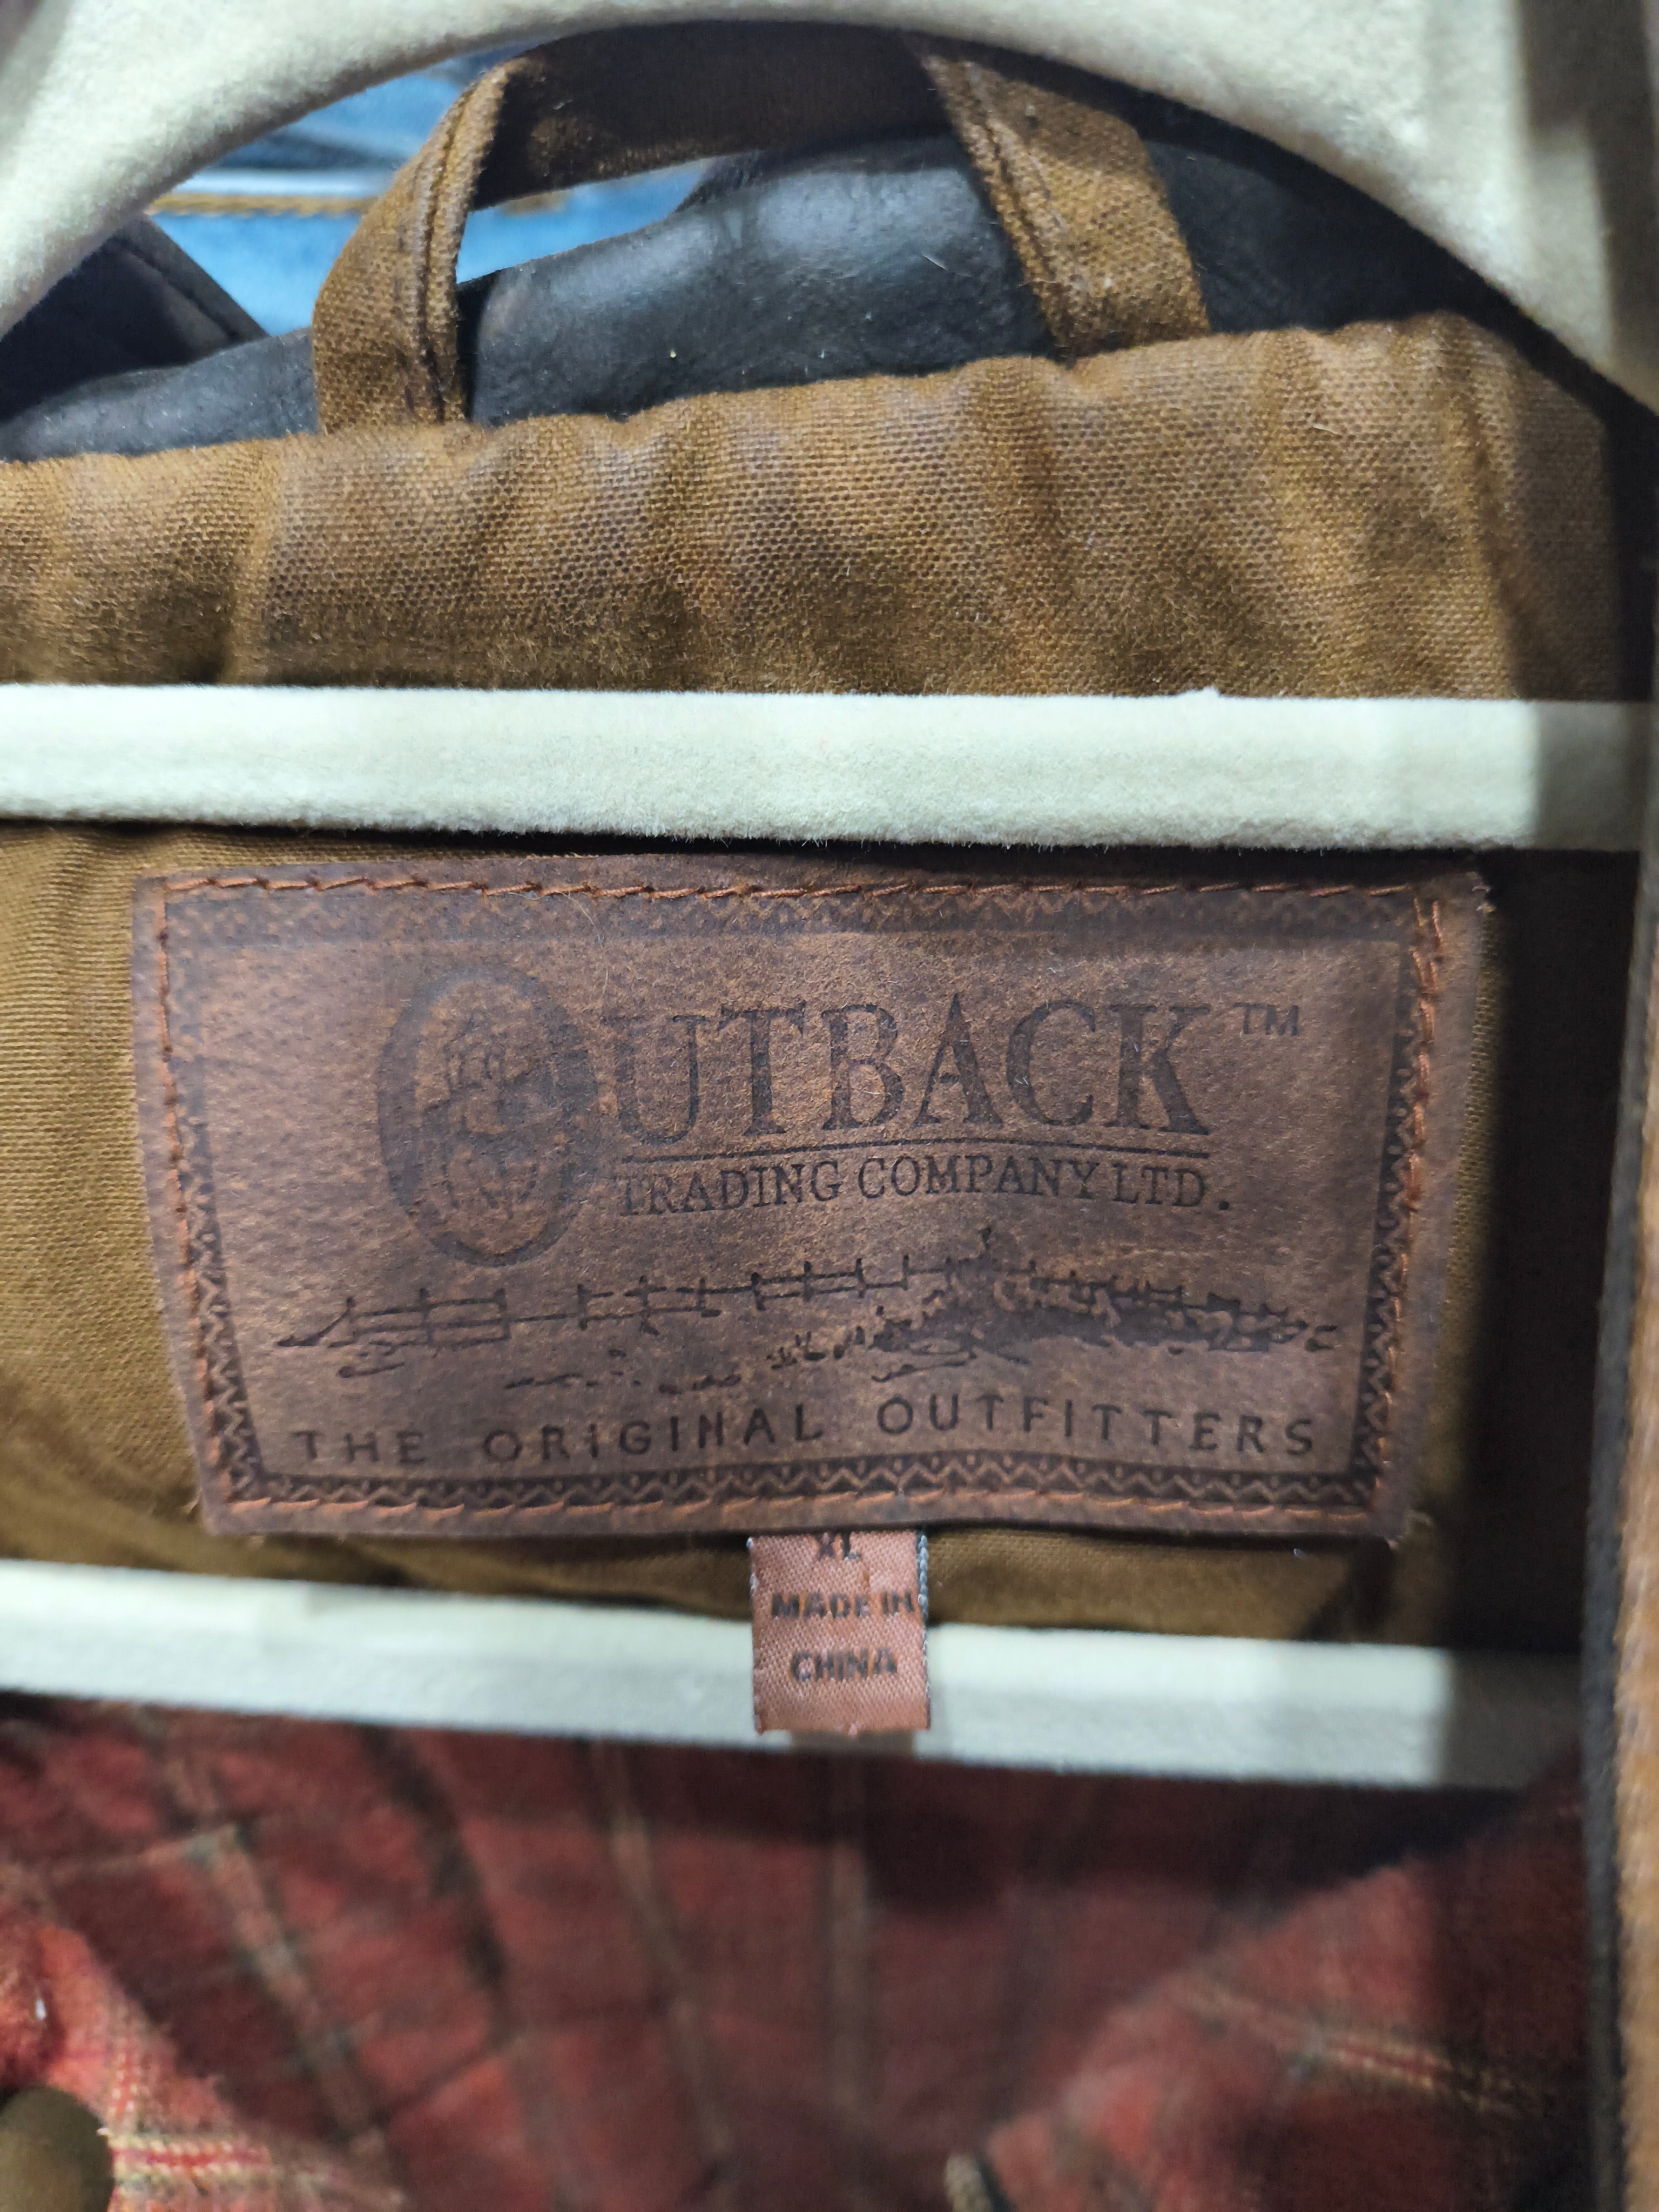 OUTBACK™
TRADING COMPANY LTD.
THE ORIGINAL OUTFITTERS
XL
MADE IN
CHINA